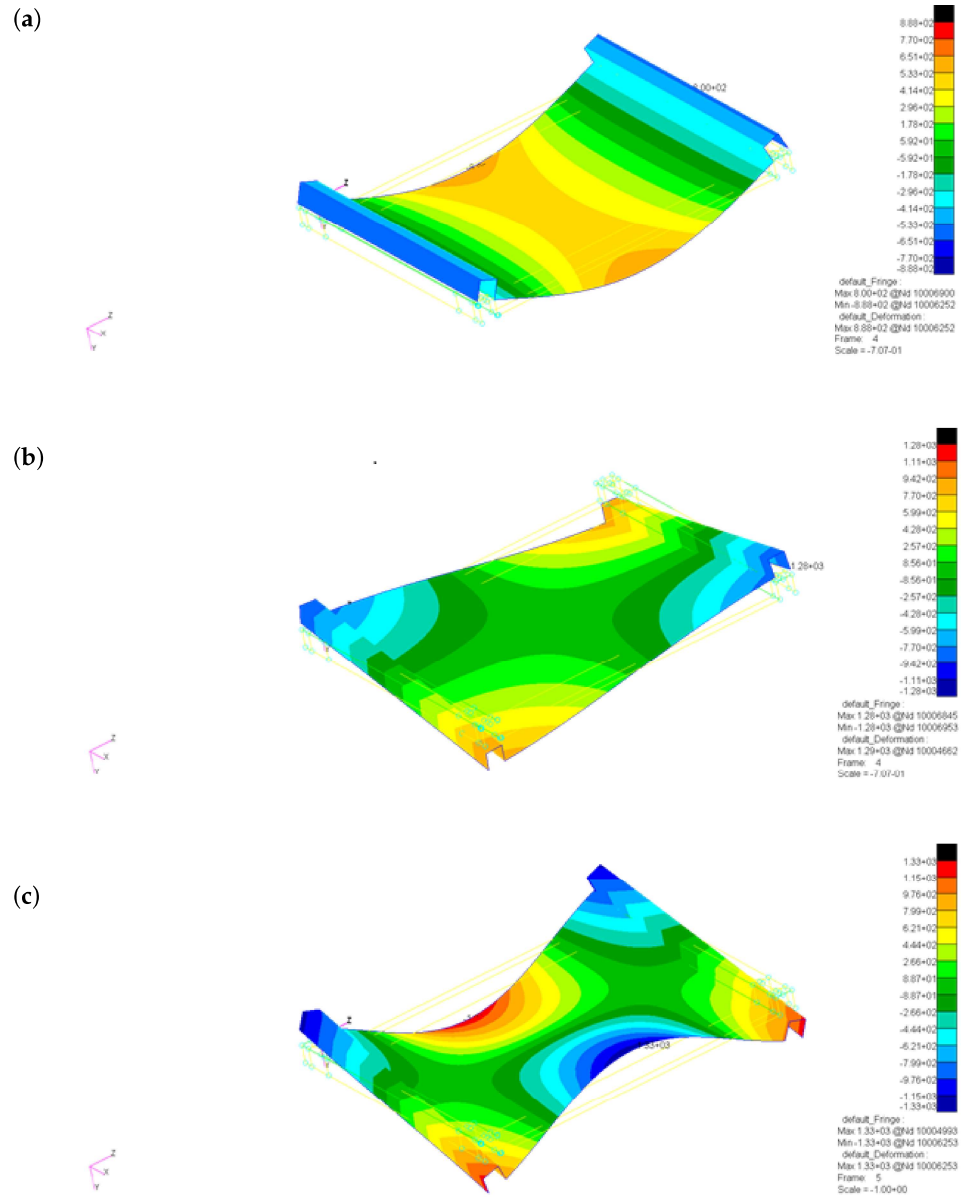 (a)
8.88+02
7.70+02
6.51+02
5.33+02
4.14+02
2.96+02
1.78+02
5.92+01
-5.92+01
-1.78+02
-2.96+02
-4.14+02
-5.33+02
-6.51+02
-7.70+02
-8.88+02
Z
Z
X
Y
default_Fringe :
Max 8.00+02 @Nd 10006900
Min -8.88+02 @Nd 10006252
default_Deformation :
Max 8.88+02 @Nd 10006252
Frame: 4
Scale = -7.07-01
(b)
1.28+03
1.11+03
9.42+02
7.70+02
5.99+02
4.28+02
2.57+02
8.56+01
-8.56+01
-2.57+02
-4.28+02
-5.99+02
-7.70+02
-9.42+02
-1.11+03
-1.28+03
1.28+03
Z
X
Y
default_Fringe :
Max 1.28+03 @Nd 10006845
Min -1.28+03 @Nd 10006953
default_Deformation :
Max 1.29+03 @Nd 10004662
Frame: 4
Scale = -7.07-01
(c)
1.33+03
1.15+03
9.76+02
7.99+02
6.21+02
4.44+02
2.66+02
8.87+01
-8.87+01
-2.66+02
-4.44+02
-6.21+02
-7.99+02
-9.76+02
-1.15+03
-1.33+03
Z
Z
X
Y
default_Fringe :
Max 1.33+03 @Nd 10004993
Min -1.33+03 @Nd 10006253
default_Deformation :
Max 1.33+03 @Nd 10006253
Frame: 5
Scale = -1.00+00